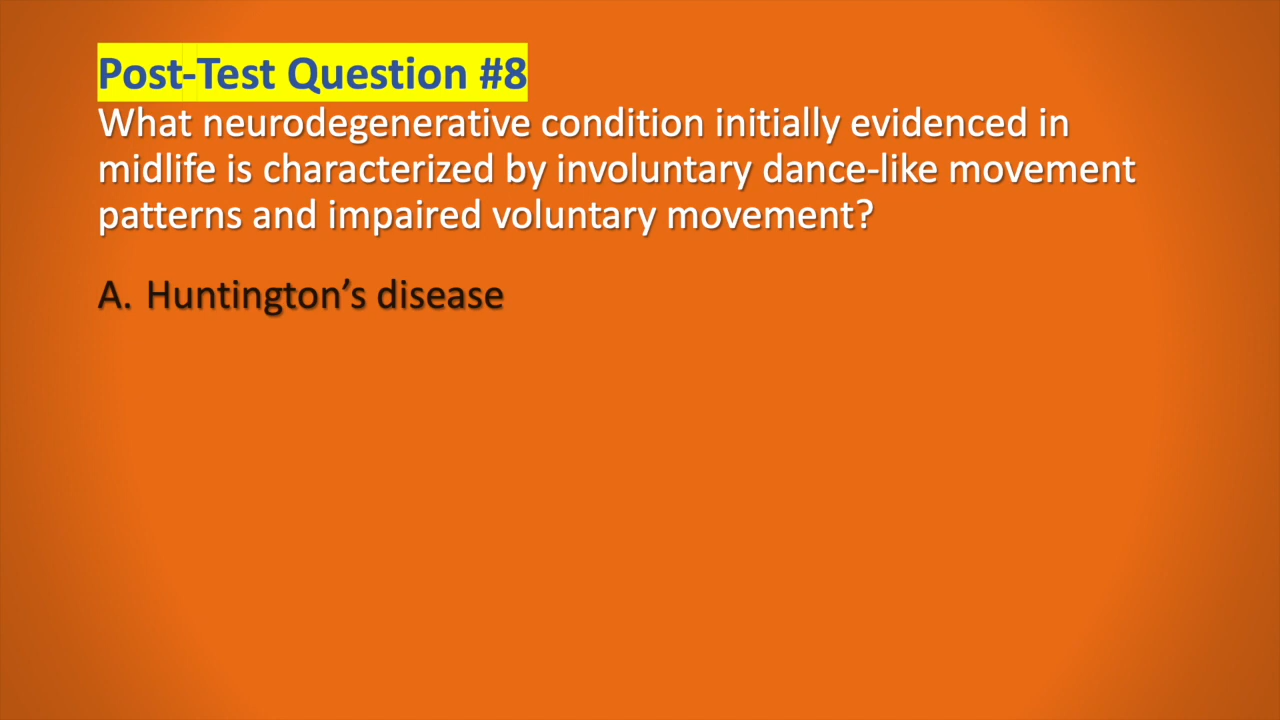 Post-Test Question #8
What neurodegenerative condition initially evidenced in
midlife is characterized by involuntary dance-like movement
patterns and impaired voluntary movement?
A. Huntington’s disease